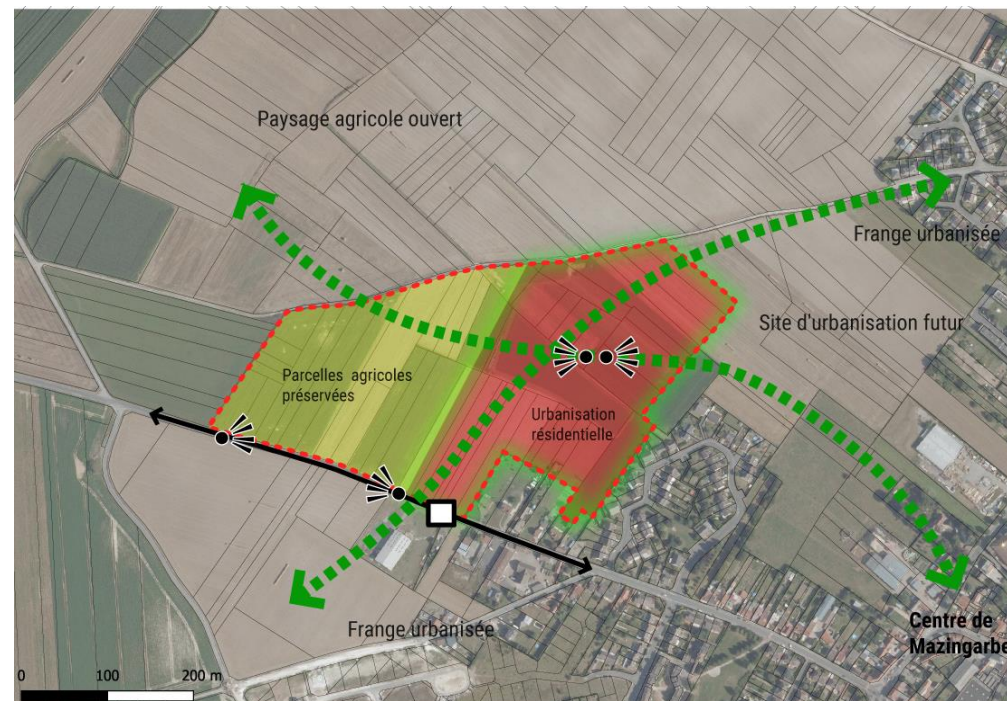 Paysage agricole ouvert
Frange urbanisée
Site d'urbanisation futur
Parcelles agricoles
préservées
Urbanisation
résidentielle
Frange urbanisée
Centre de
Mazingarbe
0 100 200 m